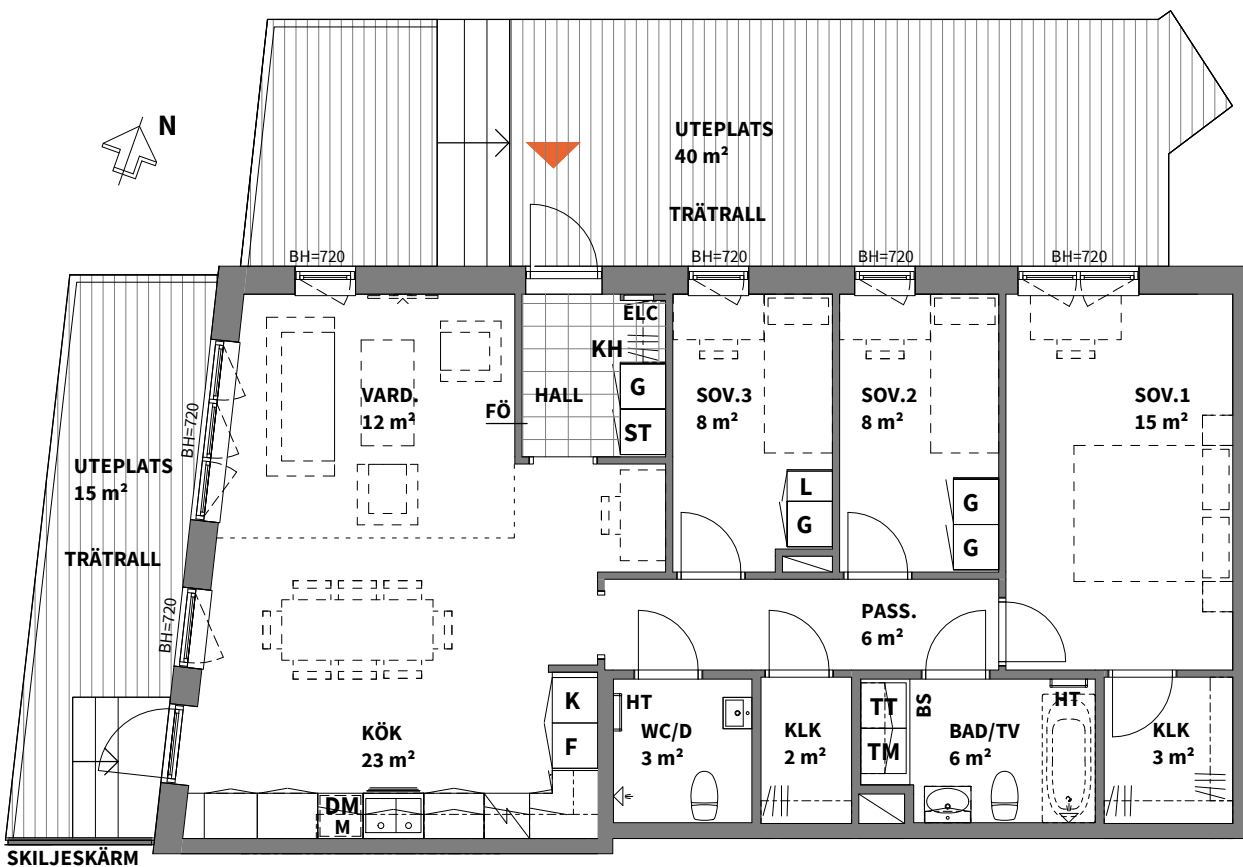 N
UTEPLATS
40 m²
TRÄTRALL
BH=720
BH=720
BH=720
BH=720
ELC
KH
G
ST
HALL
FÖ
VARD.
12 m²
SOV.3
8 m²
L
G
SOV.2
8 m²
G
G
SOV.1
15 m²
BH=720
UTEPLATS
15 m²
TRÄTRALL
BH=720
PASS.
6 m²
KÖK
23 m²
K
F
DM
M
HT
WC/D
3 m²
KLK
2 m²
TT
TM
BS
BAD/TV
6 m²
HT
KLK
3 m²
SKILJESKÄRM